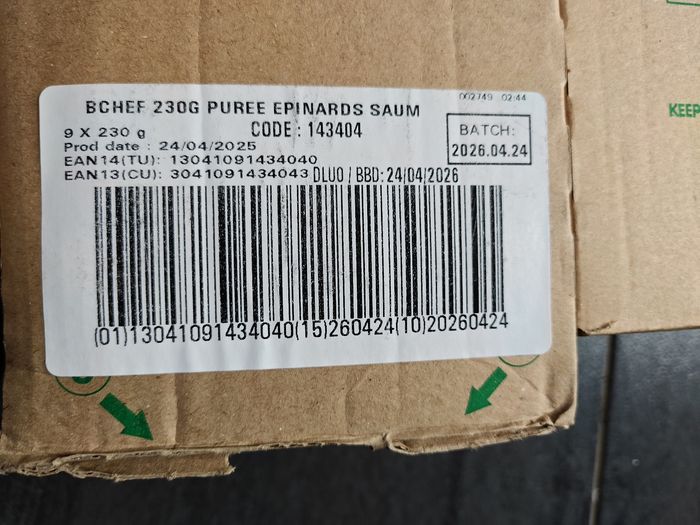 002749 02:44
BCHEF 230G PUREE EPINARDS SAUM
9 X 230 g
CODE : 143404
BATCH:
2026.04.24
Prod date : 24/04/2025
EAN14(TU): 13041091434040
EAN13(CU): 3041091434043 DLUO / BBD: 24/04/2026
(01)13041091434040(15)260424(10)20260424
KEEP